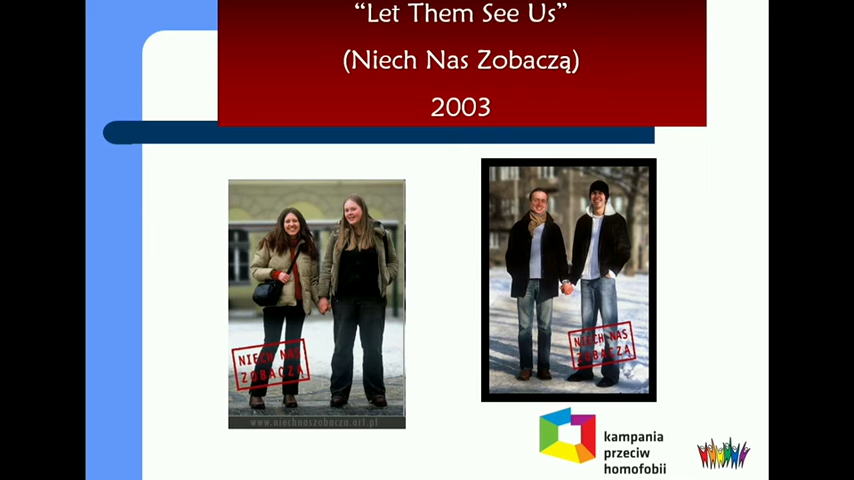 “Let Them See Us”
(Niech Nas Zobaczą)
2003
NIECH NAS
ZOBACZĄ
www.niechnaszobacza.art.pl
NIECH NAS
ZOBACZĄ
kampania
przeciw
homofobii